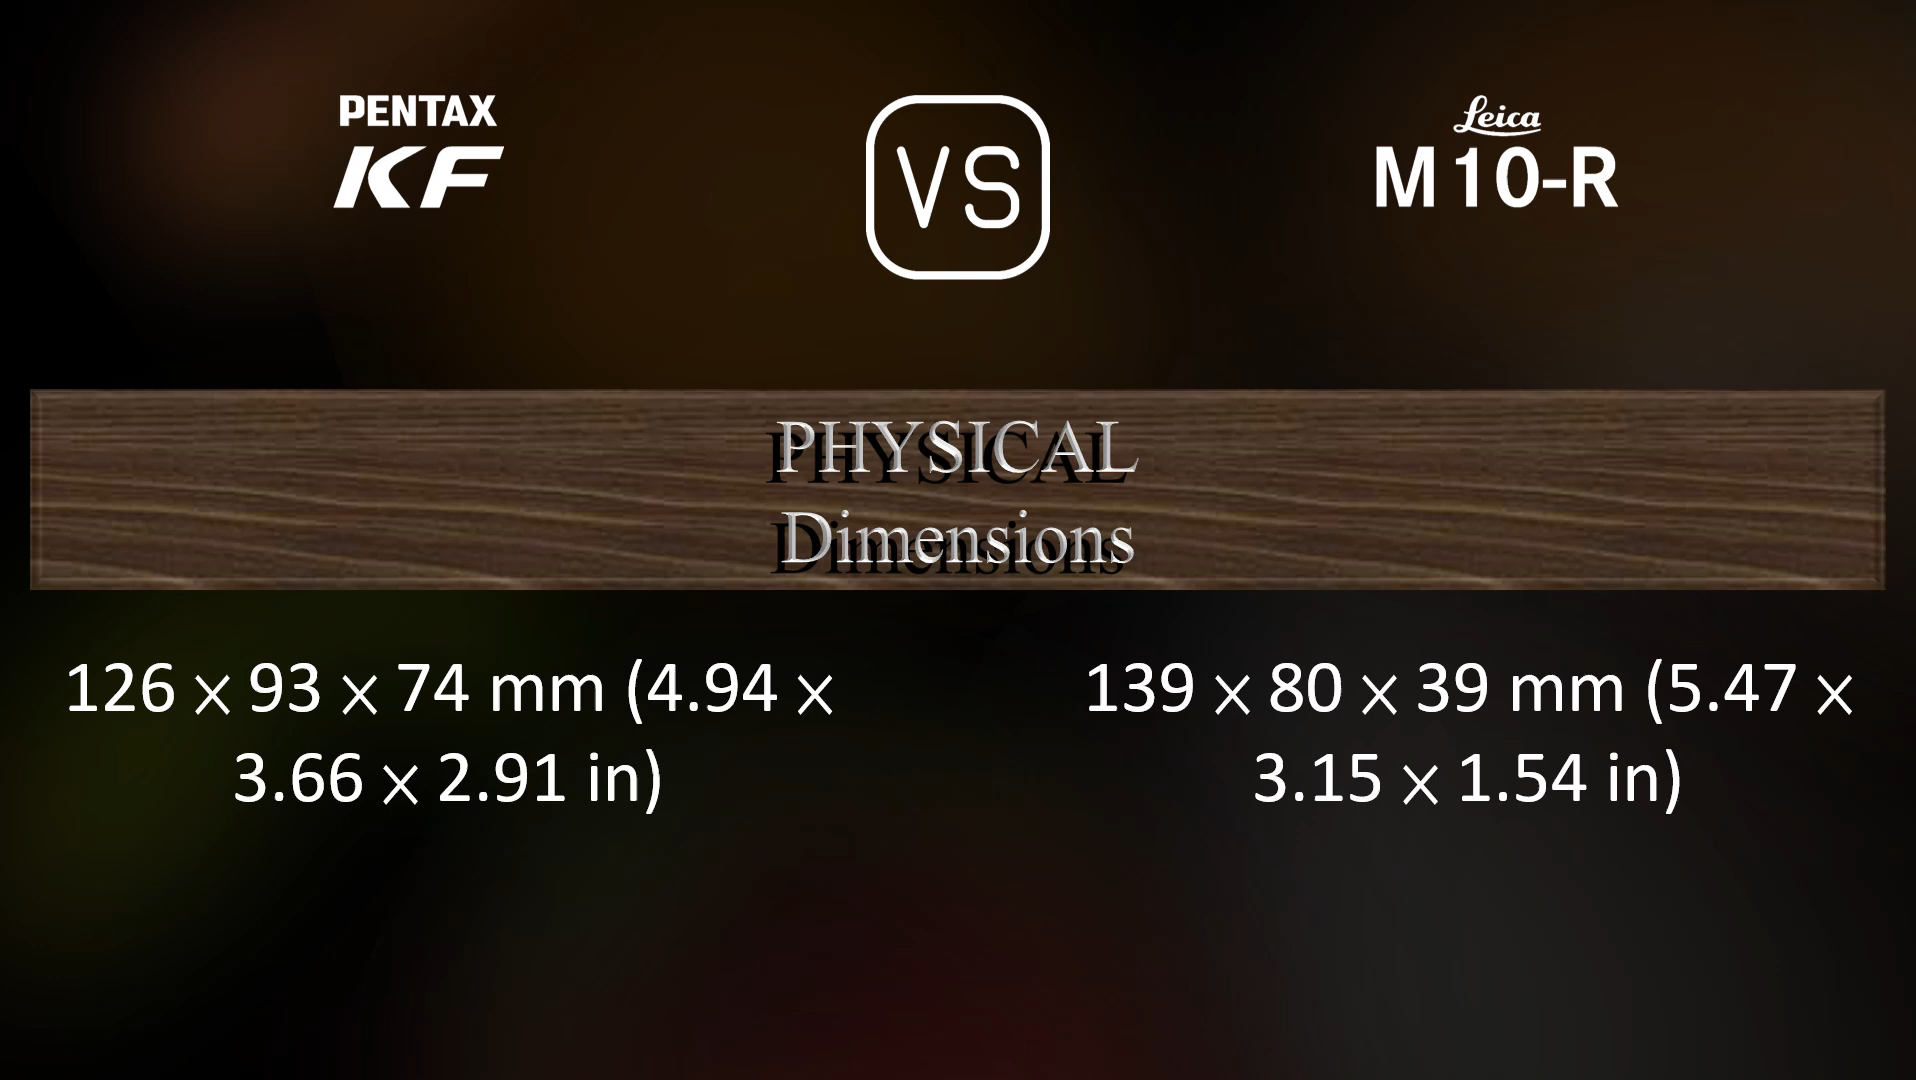 PENTAX
KF
VS
Leica
M10-R
PHYSICAL
Dimensions
126 x 93 x 74 mm (4.94 x
3.66 x 2.91 in)
139 x 80 x 39 mm (5.47 x
3.15 x 1.54 in)